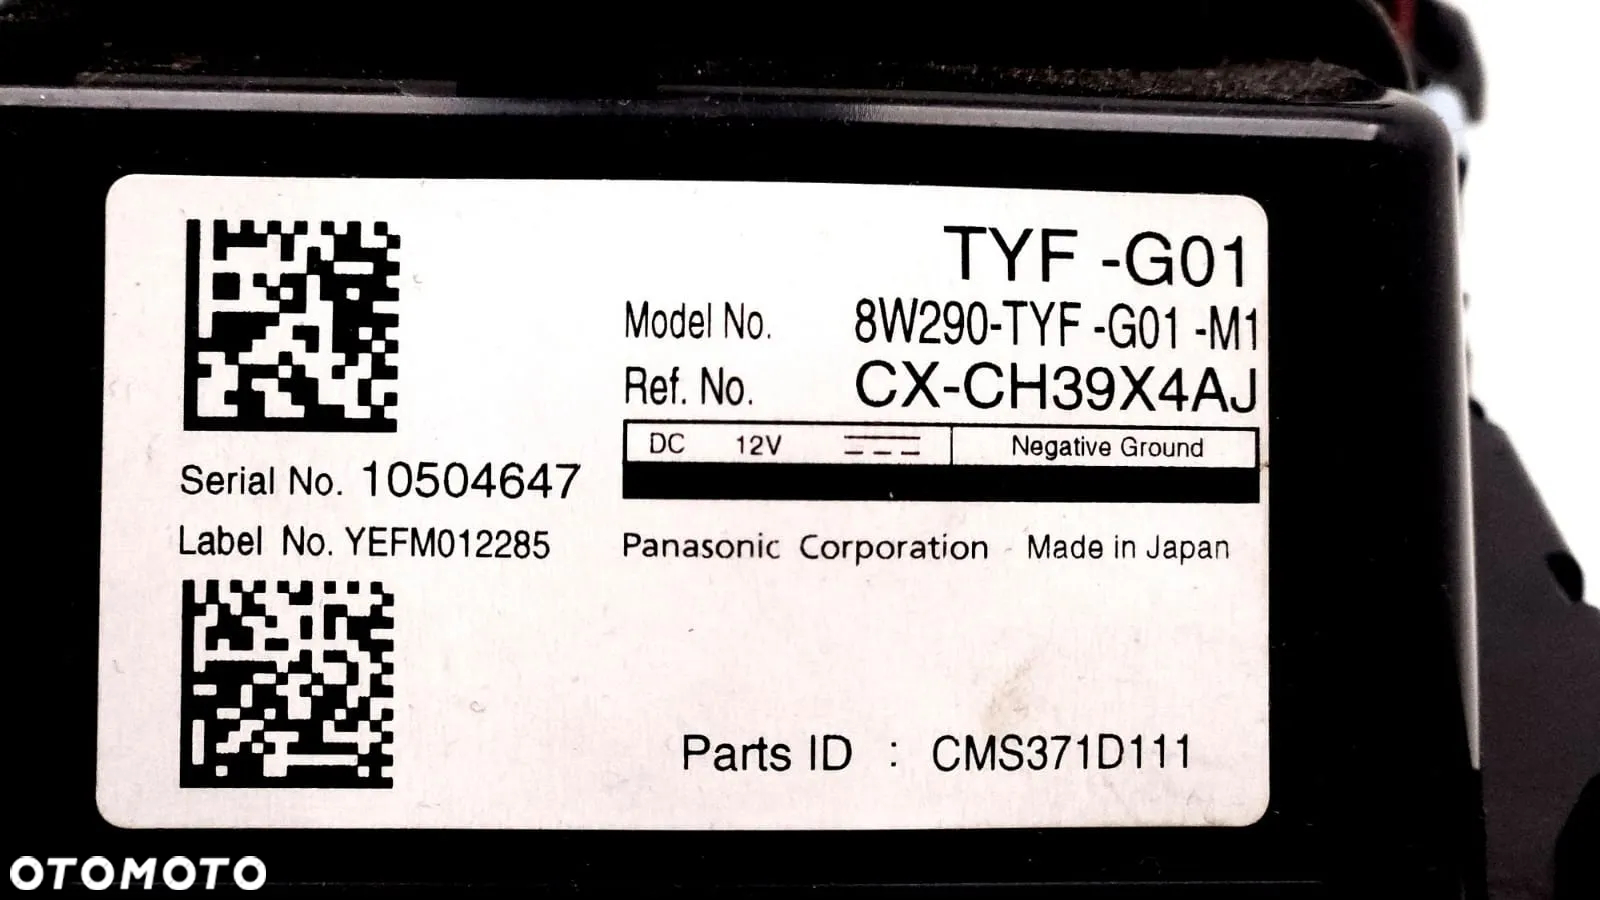 TYF -G01
Model No. 8W290-TYF -G01 -M1
Ref. No. CX-CH39X4AJ
DC 12V Negative Ground
Serial No. 10504647
Label No. YEFM012285
Panasonic Corporation Made in Japan
Parts ID : CMS371D111
OTOMOTO